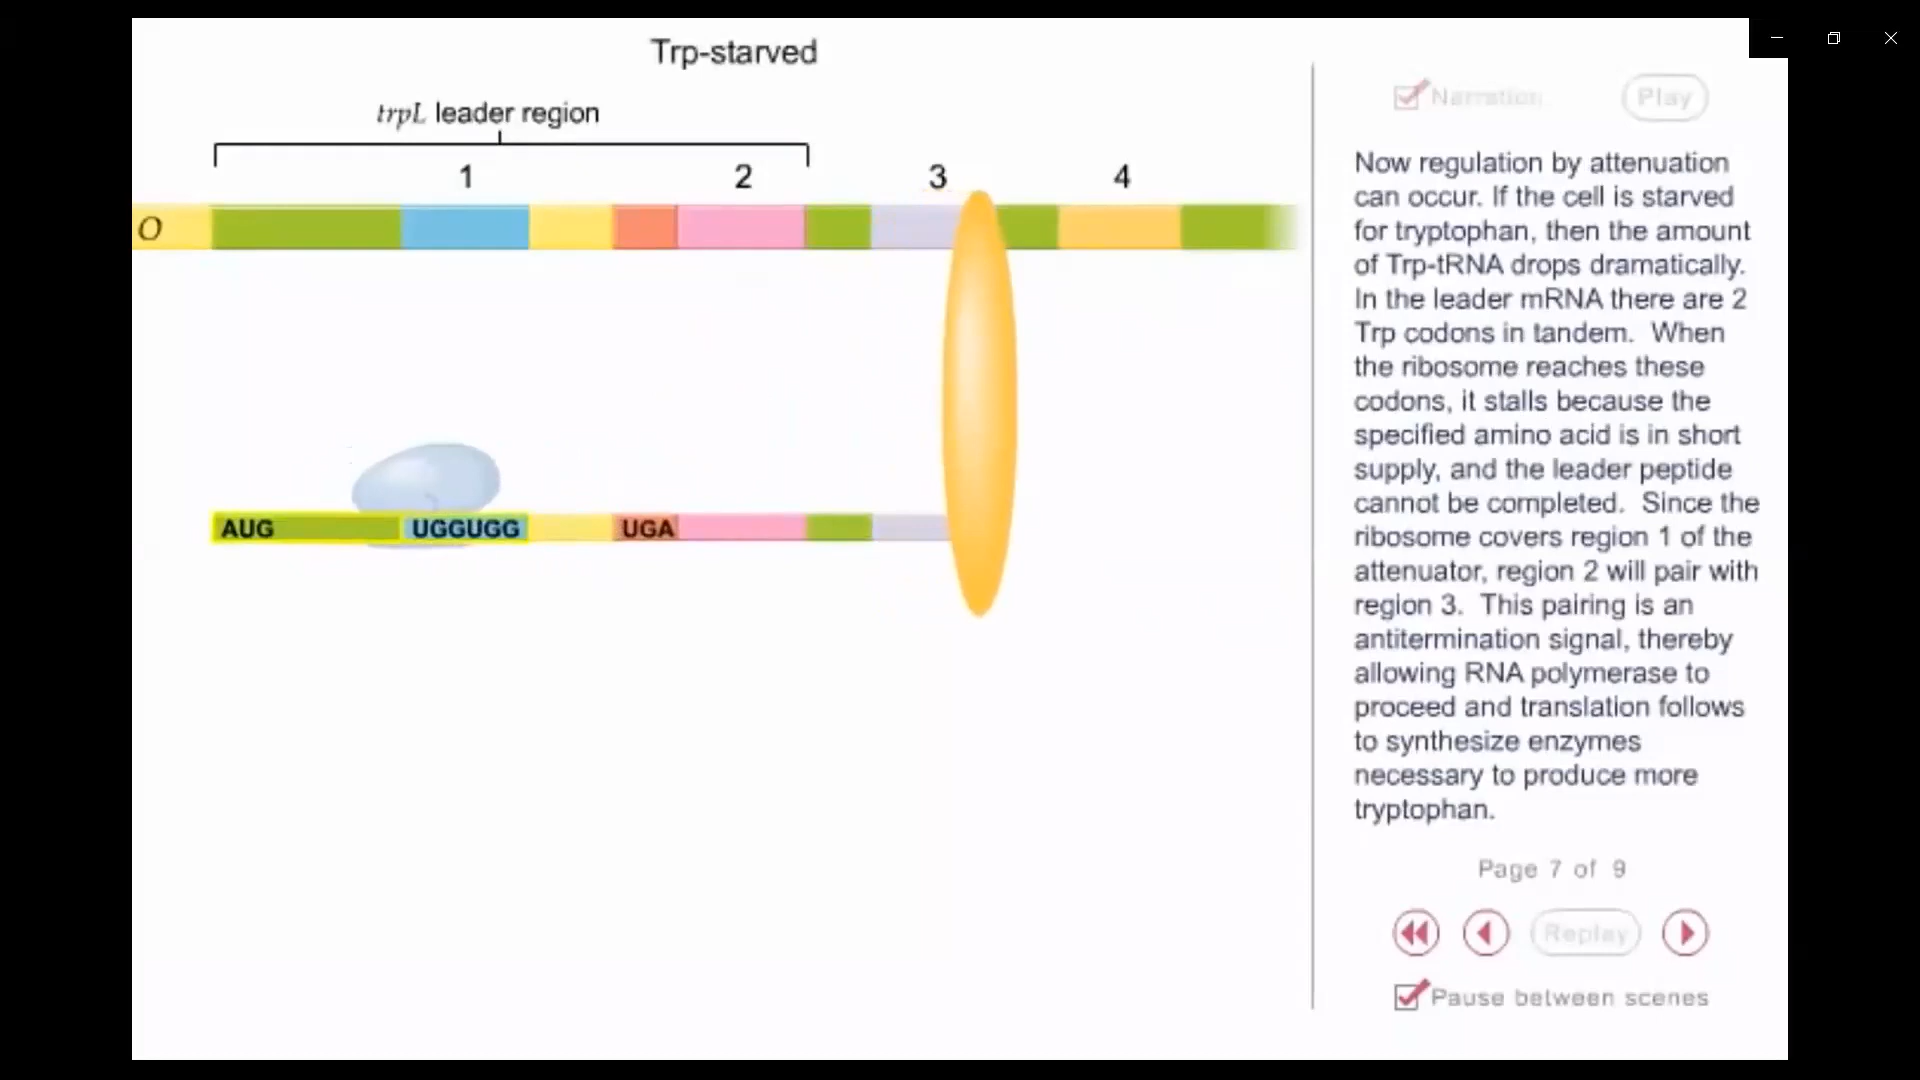 Trp-starved
trpL leader region
1 2 3 4
O
AUG UGGUGG UGA
Narration Play
Now regulation by attenuation
can occur. If the cell is starved
for tryptophan, then the amount
of Trp-tRNA drops dramatically.
In the leader mRNA there are 2
Trp codons in tandem. When
the ribosome reaches these
codons, it stalls because the
specified amino acid is in short
supply, and the leader peptide
cannot be completed. Since the
ribosome covers region 1 of the
attenuator, region 2 will pair with
region 3. This pairing is an
antitermination signal, thereby
allowing RNA polymerase to
proceed and translation follows
to synthesize enzymes
necessary to produce more
tryptophan.
Page 7 of 9
Replay
Pause between scenes